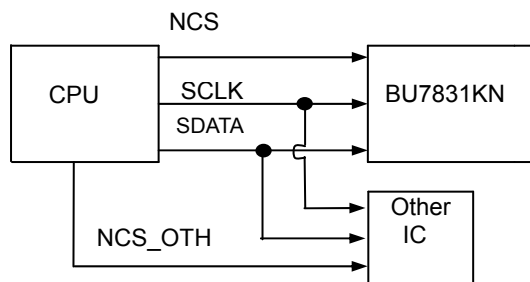 NCS
CPU
SCLK
BU7831KN
SDATA
Other
IC
NCS_OTH